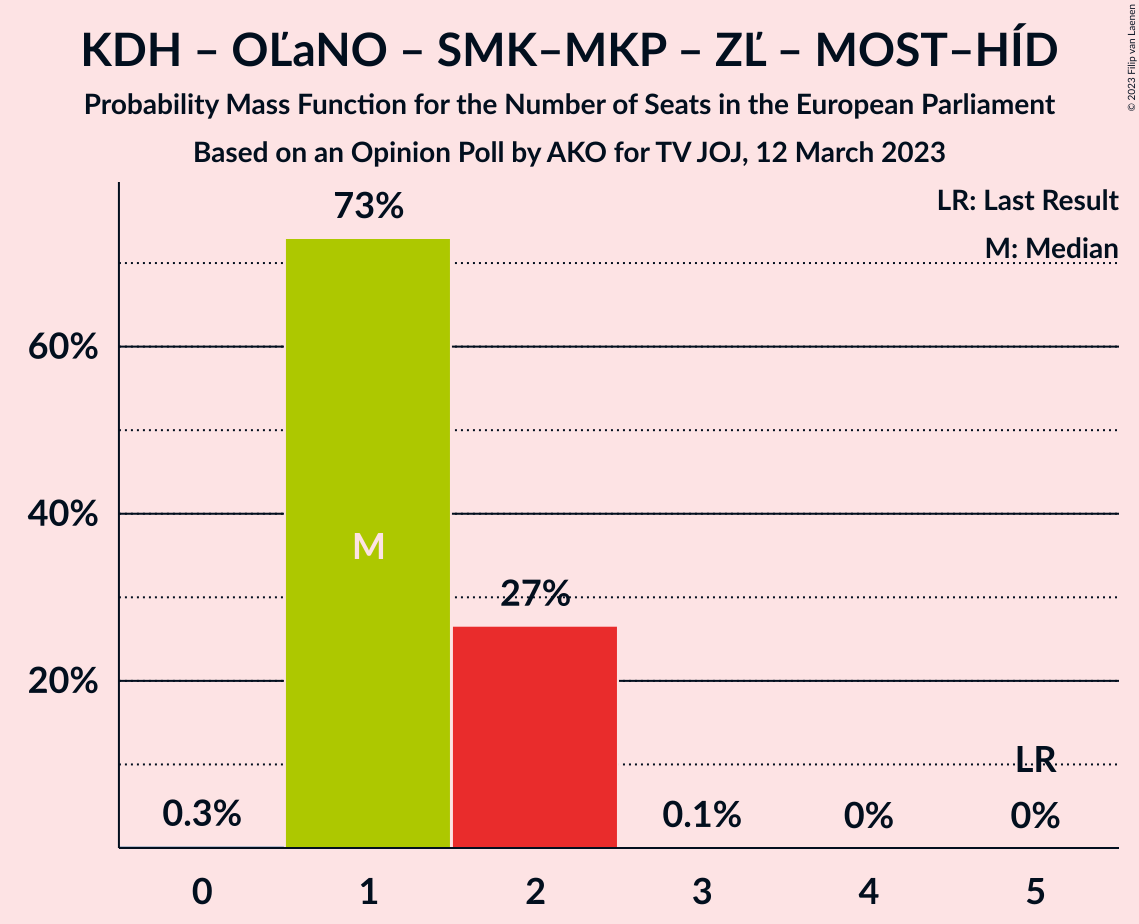 KDH – OĽaNO – SMK–MKP – ZĽ – MOST–HÍD
Probability Mass Function for the Number of Seats in the European Parliament
Based on an Opinion Poll by AKO for TV JOJ, 12 March 2023
© 2023 Filip van Laenen
LR: Last Result
M: Median
73%
60%
40%
M
27%
20%
LR
0.3%
0.1%
0%
0%
0
1
2
3
4
5